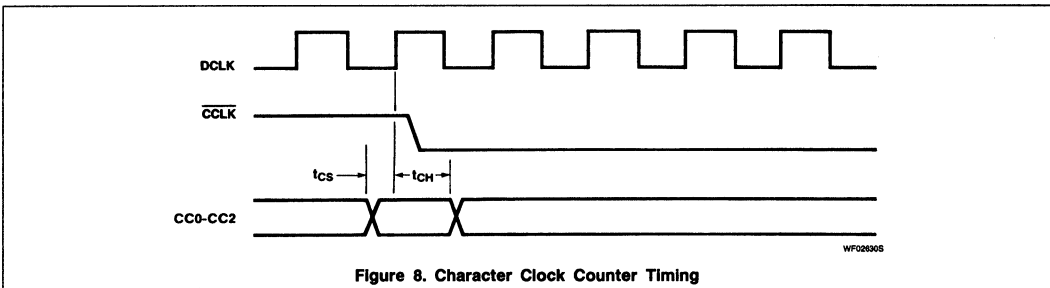 DCLK
CCLK
tCS
tCH
CC0-CC2
WF02630S
Figure 8. Character Clock Counter Timing